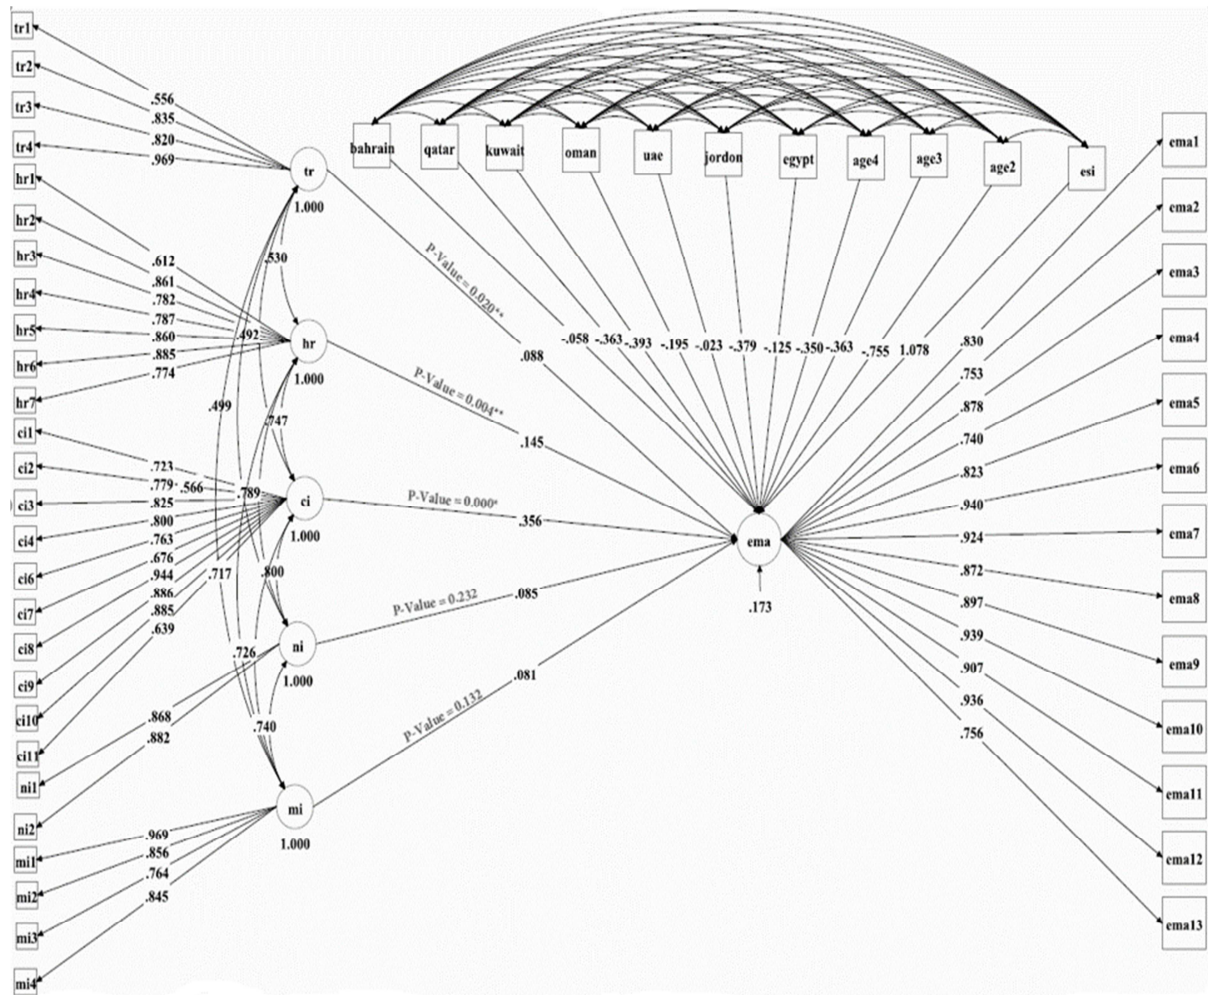 tr1
tr2
tr3
tr4
hr1
hr2
hr3
hr4
hr5
hr6
hr7
ci1
ci2
ci3
ci4
ci6
ci7
ci8
ci9
ci10
ci11
ni1
ni2
mi1
mi2
mi3
mi4
.556
.835
.820
.969
.612
.861
.782
.787
.860
.885
.774
.723
.779
.825
.800
.763
.676
.944
.886
.885
.639
.868
.882
.969
.856
.764
.845
tr
1.000
hr
1.000
ci
1.000
ni
1.000
mi
1.000
.530
.492
.499
.747
.566
.789
.717
.800
.726
.740
P-Value = 0.020**
.088
P-Value = 0.004**
.145
P-Value = 0.000*
.356
P-Value = 0.232
.085
P-Value = 0.132
.081
bahrain
qatar
kuwait
oman
uae
jordon
egypt
age4
age3
age2
esi
-.058 -.363 -.393 -.195 -.023 -.379 -.125 -.350 -.363 -.755 1.078
ema
.173
.830
.753
.878
.740
.823
.940
.924
.872
.897
.939
.907
.936
.756
ema1
ema2
ema3
ema4
ema5
ema6
ema7
ema8
ema9
ema10
ema11
ema12
ema13